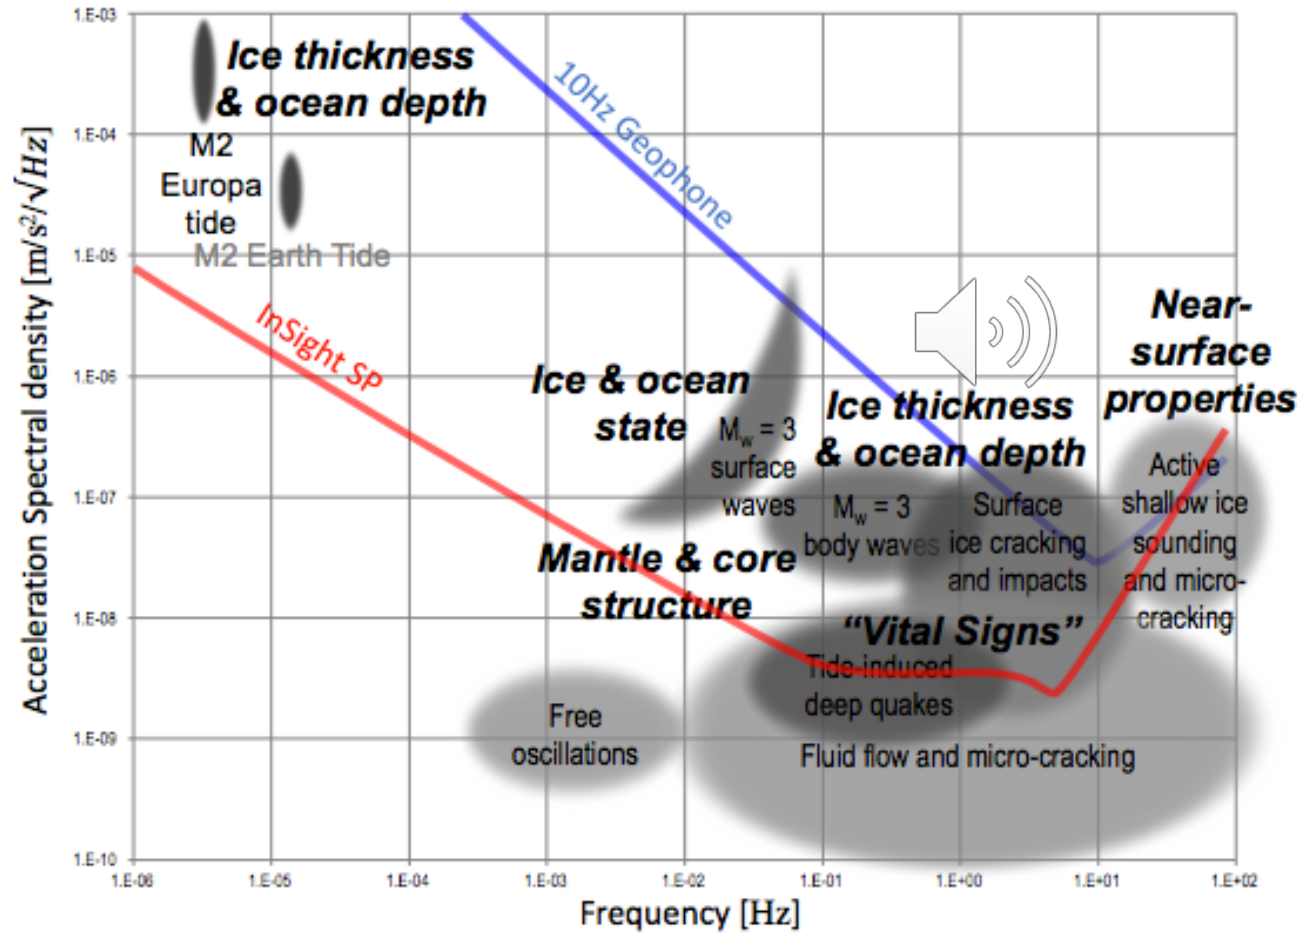 1.E-03
1.E-04
1.E-05
1.E-06
1.E-07
1.E-08
1.E-09
1.E-10
Acceleration Spectral density [m/s²/√Hz]
Ice thickness
& ocean depth
M2
Europa
tide
M2 Earth Tide
10Hz Geophone
InSight SP
Ice & ocean
state
M_w = 3
surface
waves
Ice thickness
& ocean depth
M_w = 3
body waves
Surface
ice cracking
and impacts
Near-
surface
properties
Active
shallow ice
sounding
and micro-
cracking
Mantle & core
structure
"Vital Signs"
Tide-induced
deep quakes
Free
oscillations
Fluid flow and micro-cracking
1.E-06
1.E-05
1.E-04
1.E-03
1.E-02
1.E-01
1.E+00
1.E+01
1.E+02
Frequency [Hz]